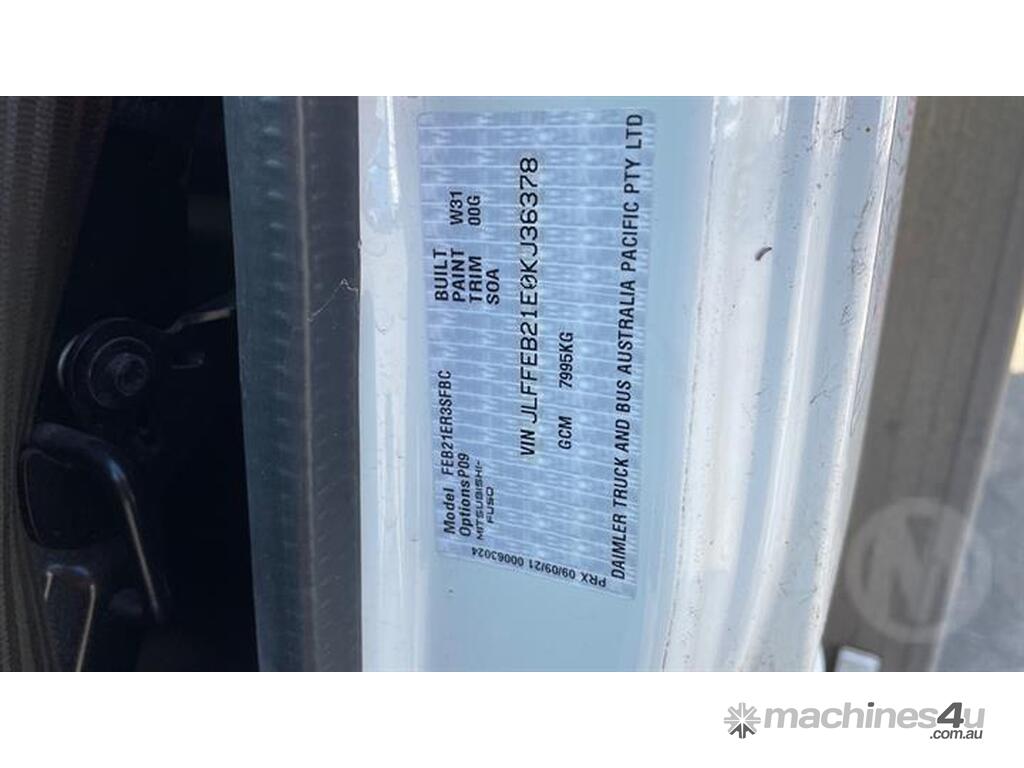 Model FEB21ER3SFBC
Options P09
MITSUBISHI-
FUSO
BUILT
PAINT W31
TRIM 00G
SOA
VIN JLFFEB21E0KJ36378
GCM 7995KG
DAIMLER TRUCK AND BUS AUSTRALIA PACIFIC PTY LTD
PRX 09/09/21 00063024
machines4u
.com.au